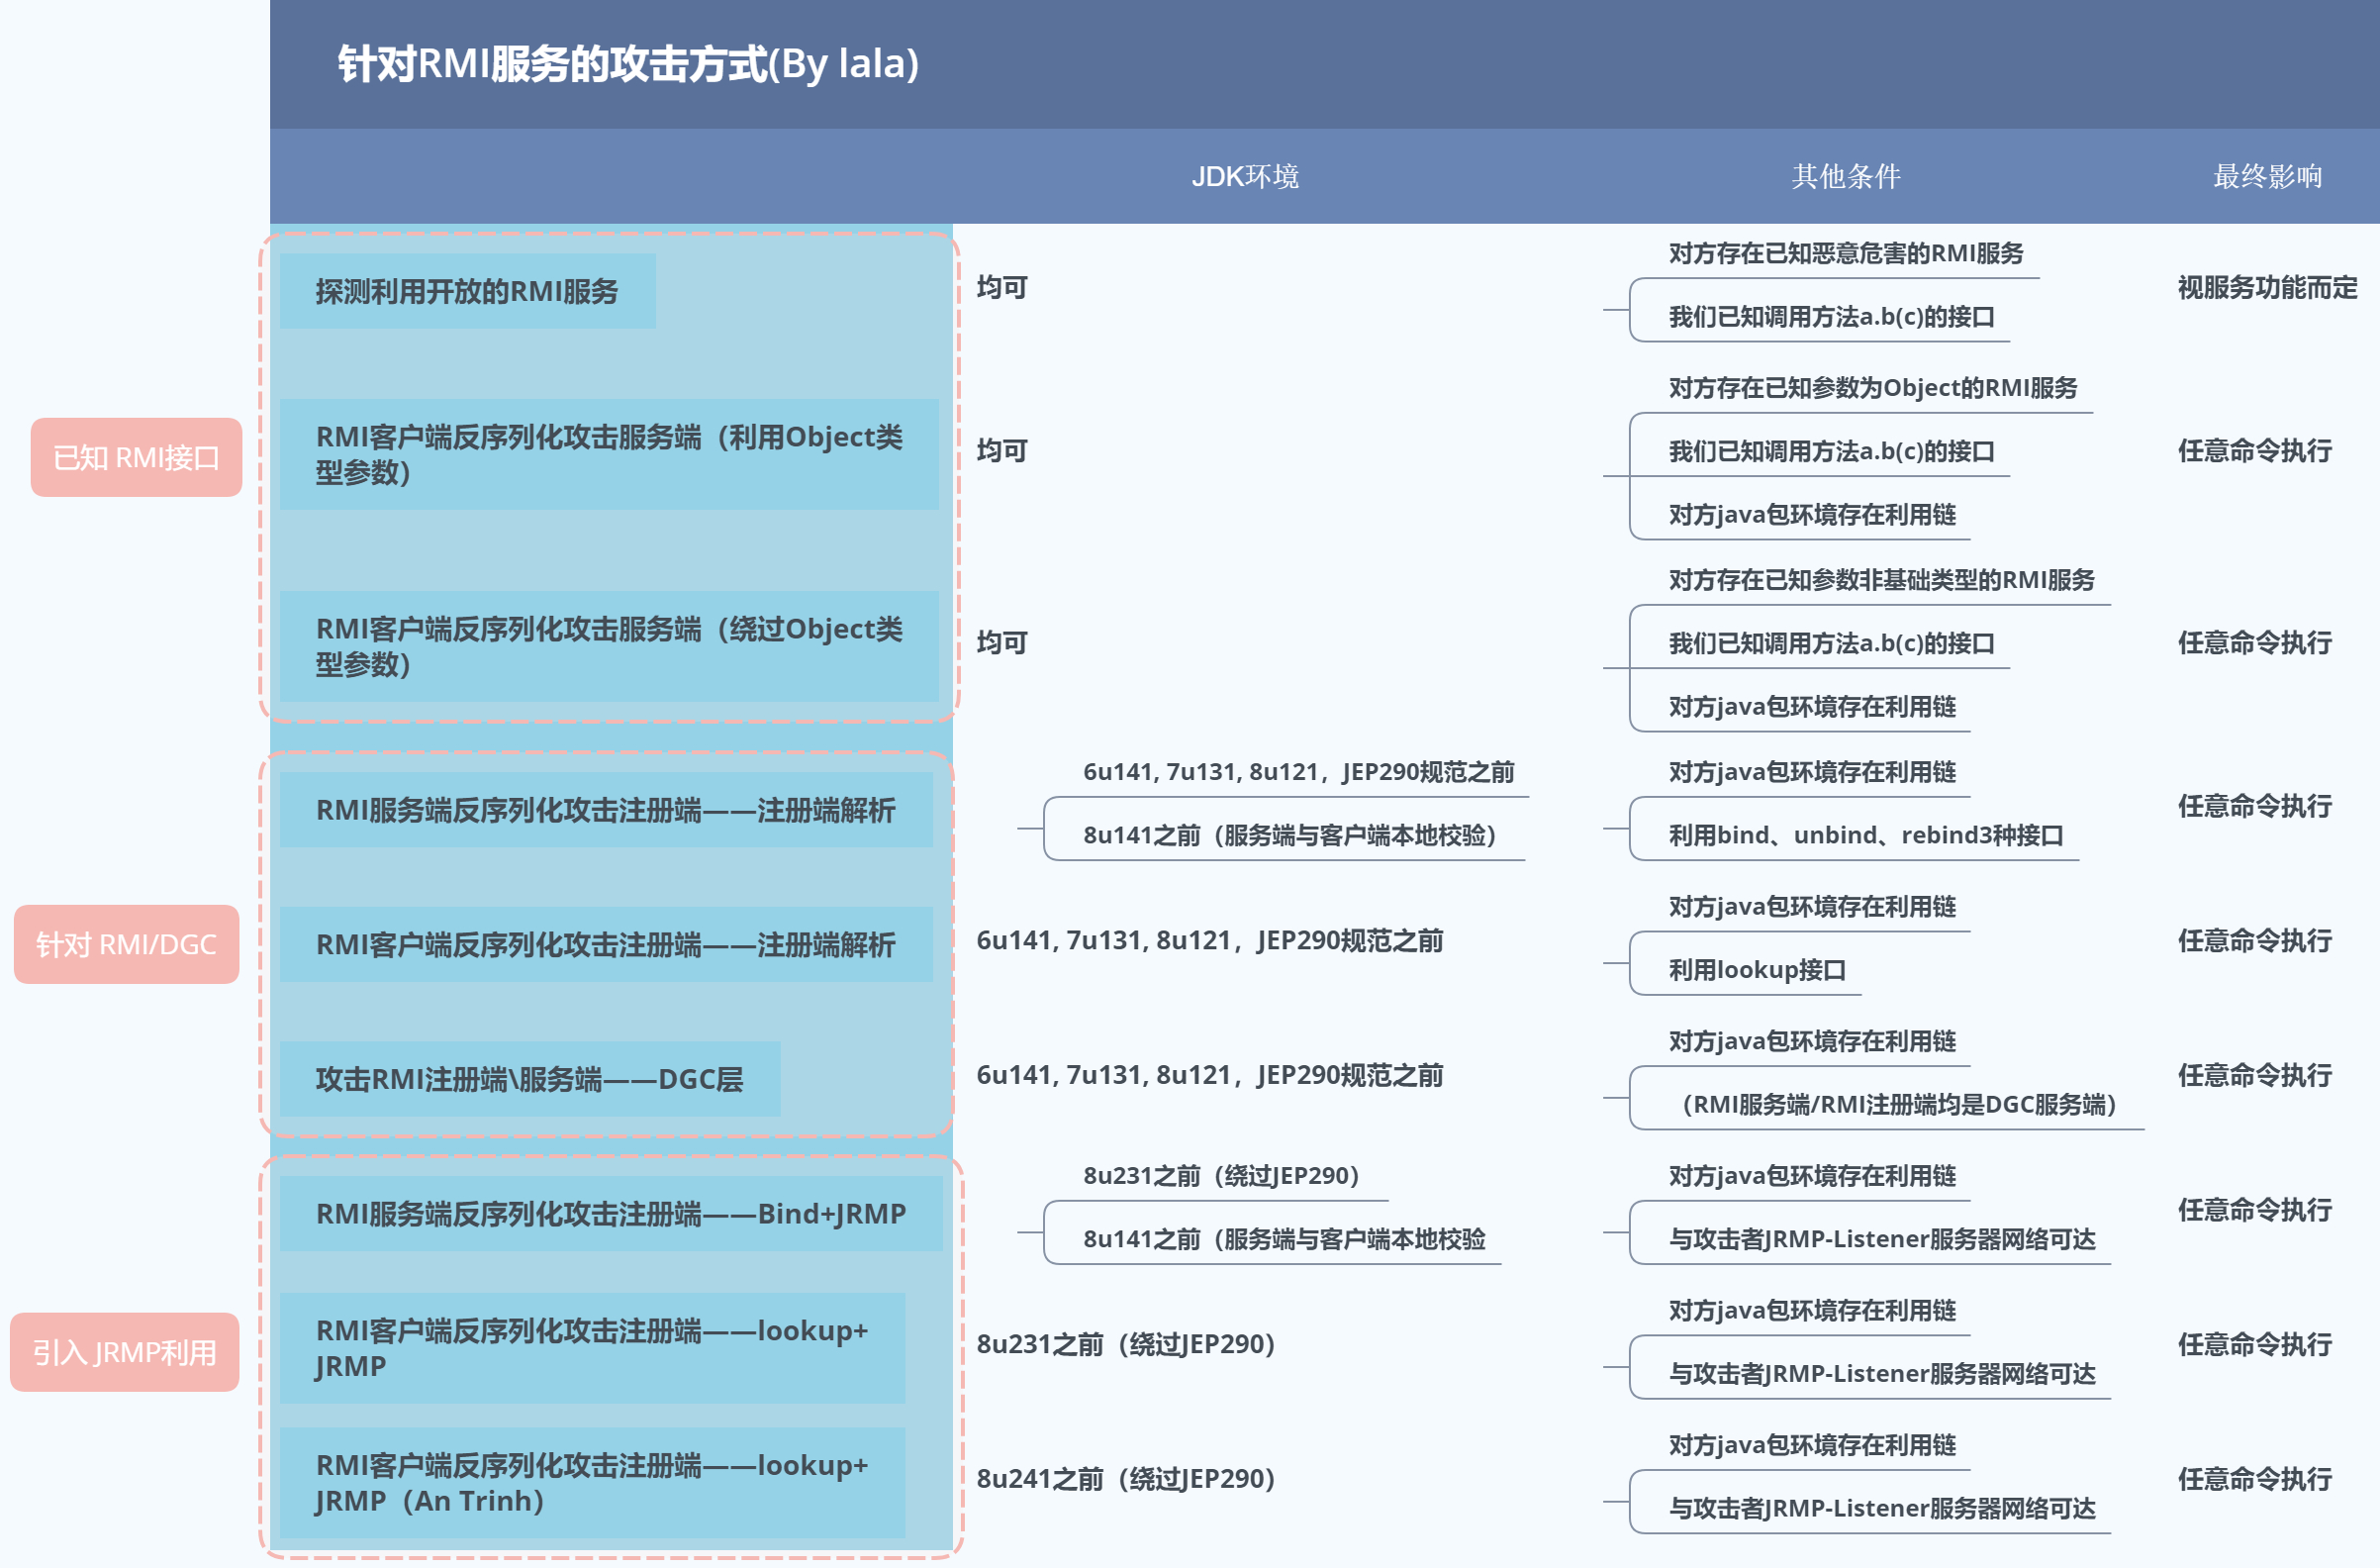 针对RMI服务的攻击方式(By lala)
JDK环境
其他条件
最终影响
已知 RMI接口
探测利用开放的RMI服务
均可
对方存在已知恶意危害的RMI服务
我们已知调用方法a.b(c)的接口
视服务功能而定
RMI客户端反序列化攻击服务端（利用Object类
型参数）
均可
对方存在已知参数为Object的RMI服务
我们已知调用方法a.b(c)的接口
对方java包环境存在利用链
任意命令执行
RMI客户端反序列化攻击服务端（绕过Object类
型参数）
均可
对方存在已知参数非基础类型的RMI服务
我们已知调用方法a.b(c)的接口
对方java包环境存在利用链
任意命令执行
针对 RMI/DGC
RMI服务端反序列化攻击注册端——注册端解析
6u141, 7u131, 8u121，JEP290规范之前
8u141之前（服务端与客户端本地校验）
对方java包环境存在利用链
利用bind、unbind、rebind3种接口
任意命令执行
RMI客户端反序列化攻击注册端——注册端解析
6u141, 7u131, 8u121，JEP290规范之前
对方java包环境存在利用链
利用lookup接口
任意命令执行
攻击RMI注册端\服务端——DGC层
6u141, 7u131, 8u121，JEP290规范之前
对方java包环境存在利用链
（RMI服务端/RMI注册端均是DGC服务端）
任意命令执行
引入 JRMP利用
RMI服务端反序列化攻击注册端——Bind+JRMP
8u231之前（绕过JEP290）
8u141之前（服务端与客户端本地校验
对方java包环境存在利用链
与攻击者JRMP-Listener服务器网络可达
任意命令执行
RMI客户端反序列化攻击注册端——lookup+
JRMP
8u231之前（绕过JEP290）
对方java包环境存在利用链
与攻击者JRMP-Listener服务器网络可达
任意命令执行
RMI客户端反序列化攻击注册端——lookup+
JRMP（An Trinh）
8u241之前（绕过JEP290）
对方java包环境存在利用链
与攻击者JRMP-Listener服务器网络可达
任意命令执行